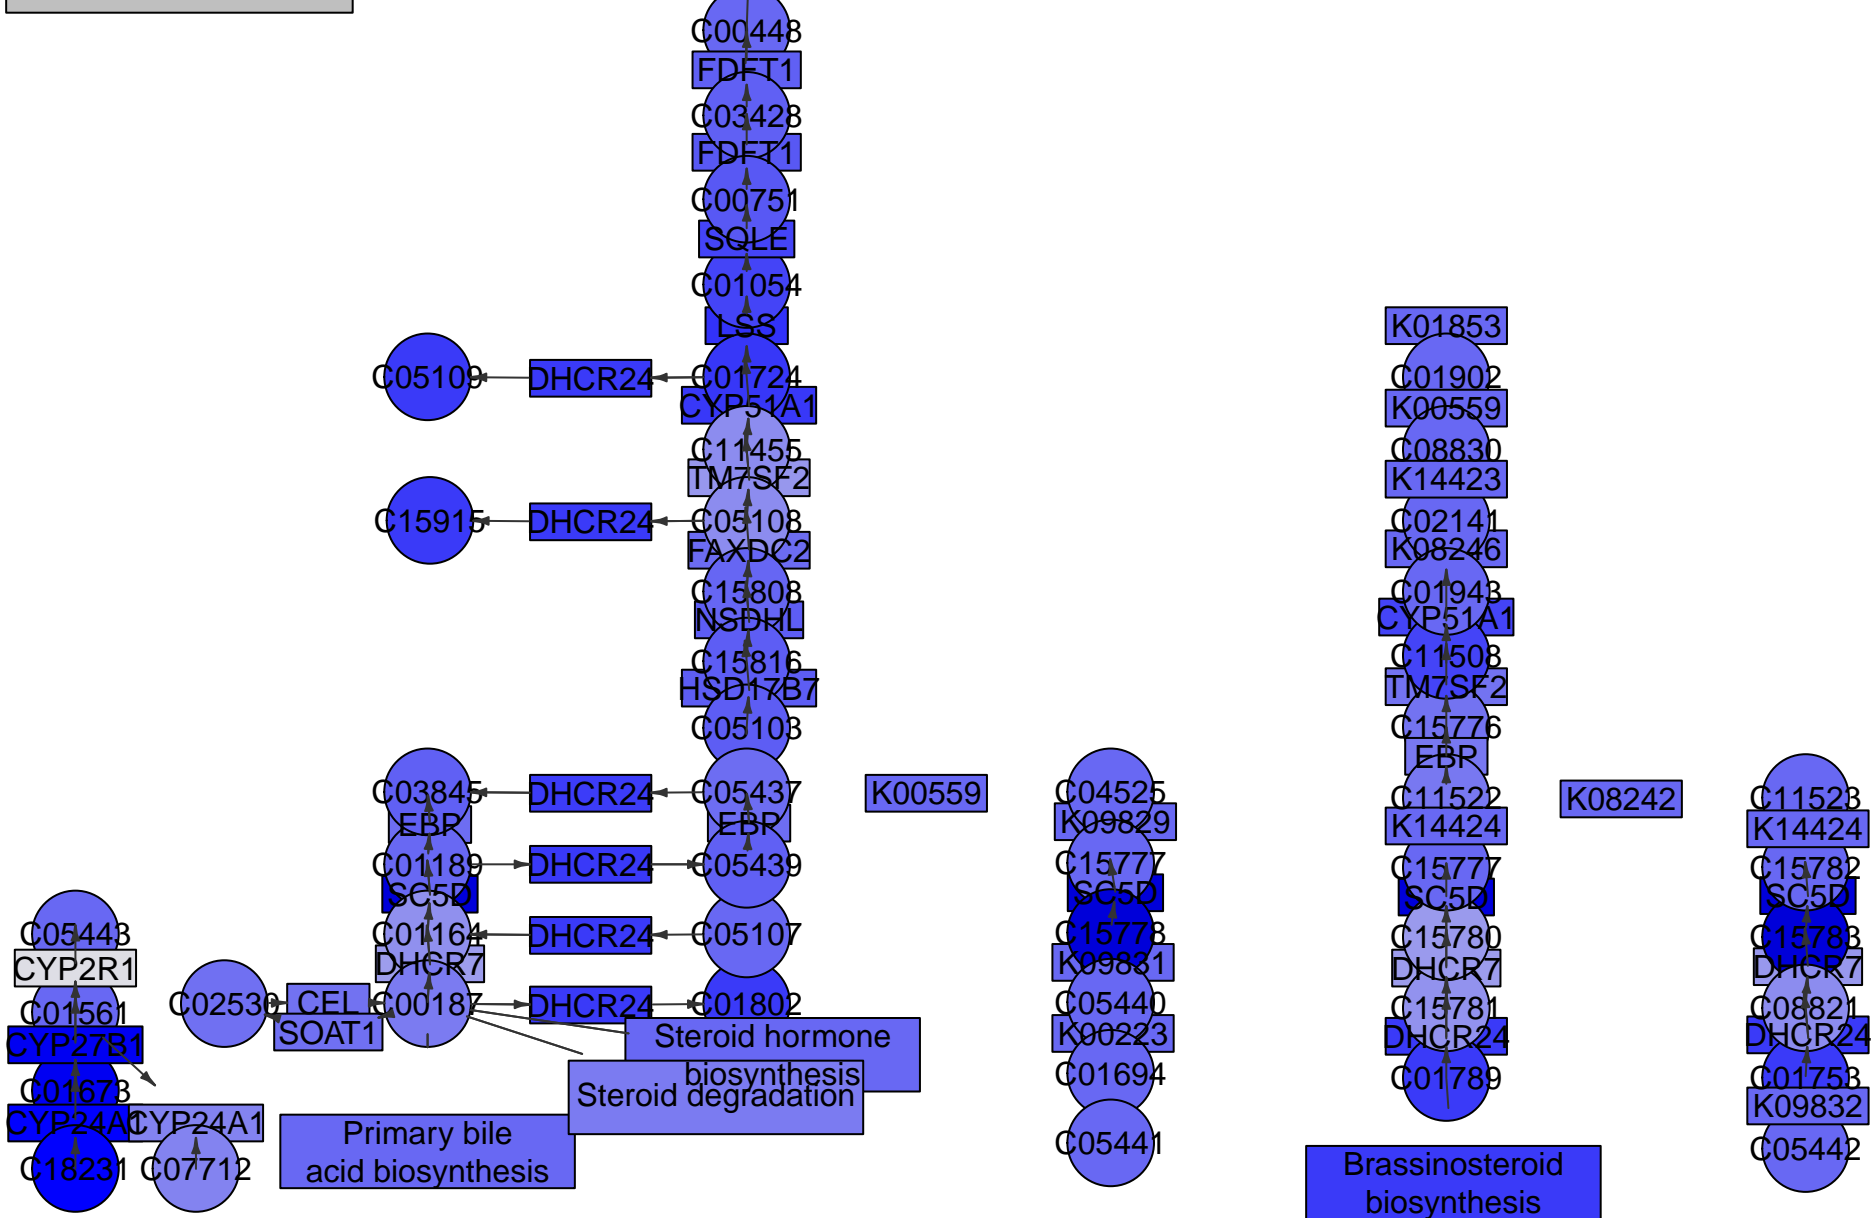 C00448
FDFT1
C03428
FDFT1
C00751
SQLE
C01054
LSS
C05109
DHCR24
C01724
CYP51A1
C11455
TM7SF2
C15915
DHCR24
C05108
FAXDC2
C15808
NSDHL
C15816
HSD17B7
C05103
C03845
DHCR24
C05437
EBP
EBP
C01189
DHCR24
C05439
SC5D
C01164
DHCR24
C05107
DHCR7
C02530
CEL
C00187
DHCR24
C01802
SOAT1
C05443
CYP2R1
C01561
CYP27B1
C01673
CYP24A1
CYP24A1
C18231
C07712
Steroid hormone
biosynthesis
Steroid degradation
Primary bile
acid biosynthesis
K00559
C04525
K09829
C15777
SC5D
C15778
K09831
C05440
K00223
C01694
C05441
K01853
C01902
K00559
C08830
K14423
C02141
K08246
C01943
CYP51A1
C11508
TM7SF2
C15776
EBP
C11522
K14424
C15777
SC5D
C15780
DHCR7
C15781
DHCR24
C01789
Brassinosteroid
biosynthesis
K08242
C11523
K14424
C15782
SC5D
C15783
DHCR7
C08821
DHCR24
C01753
K09832
C05442